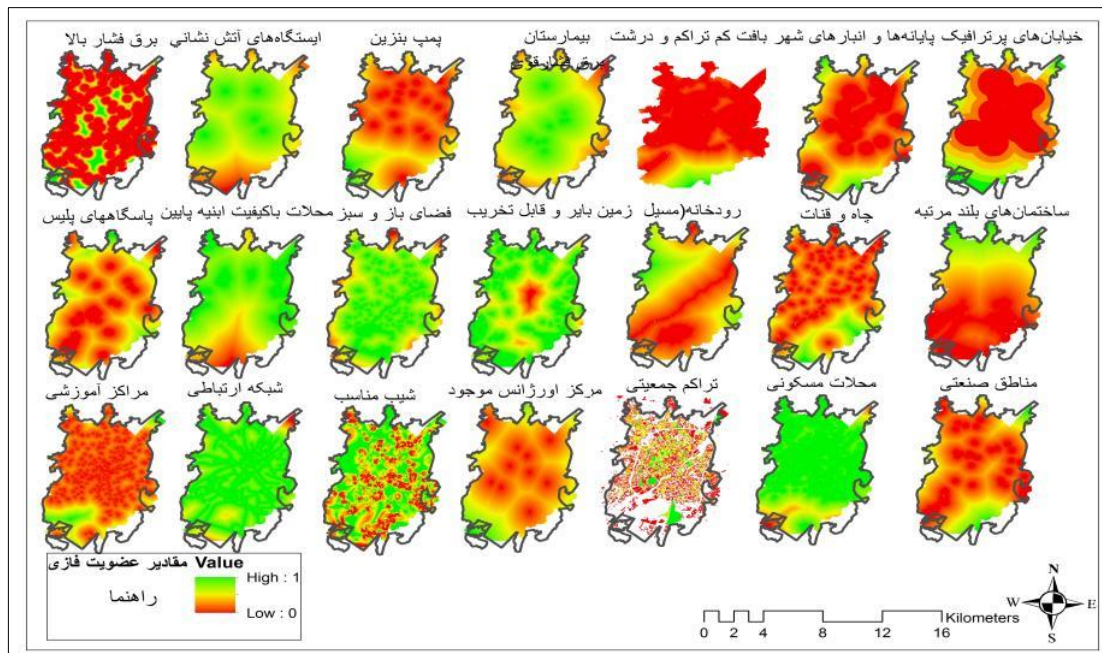 خیابان‌های پرترافیک پایانه‌ها و انبارهای شهر بافت کم تراکم و درشت
بیمارستان
برق فشارقوی
پمپ بنزین
ایستگاه‌های آتش نشانی
برق فشار بالا
ساختمان‌های بلند مرتبه
چاه و قنات
رودخانه(مسیل
زمین بایر و قابل تخریب
فضای باز و سبز
محلات باکیفیت ابنیه پایین
پاسگاههای پلیس
مناطق صنعتی
محلات مسکونی
تراکم جمعیتی
مرکز اورژانس موجود
شیب مناسب
شبکه ارتباطی
مراکز آموزشی
مقادیر عضویت فازی Value
High : 1
راهنما
Low : 0
N
W E
S
Kilometers
0 2 4 8 12 16